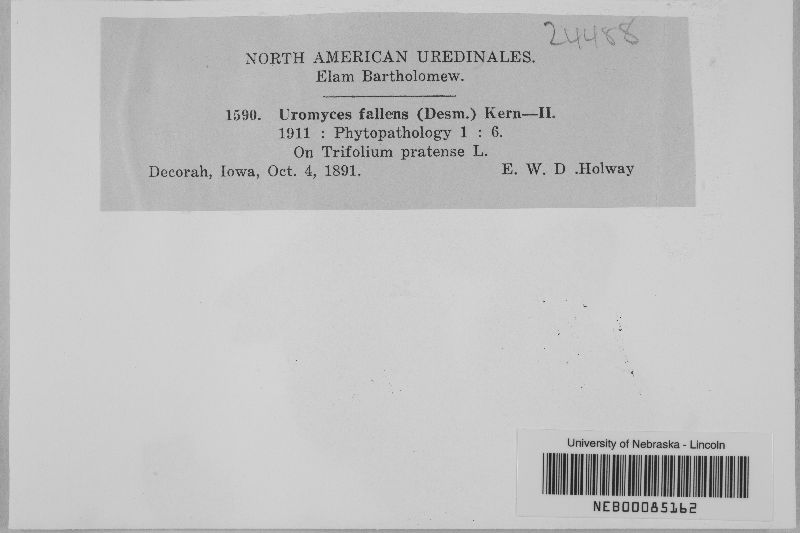 24488
NORTH AMERICAN UREDINALES.
Elam Bartholomew.
1590. Uromyces fallens (Desm.) Kern—II.
1911 : Phytopathology 1 : 6.
On Trifolium pratense L.
Decorah, Iowa, Oct. 4, 1891. E. W. D .Holway
University of Nebraska - Lincoln
NEB00085162